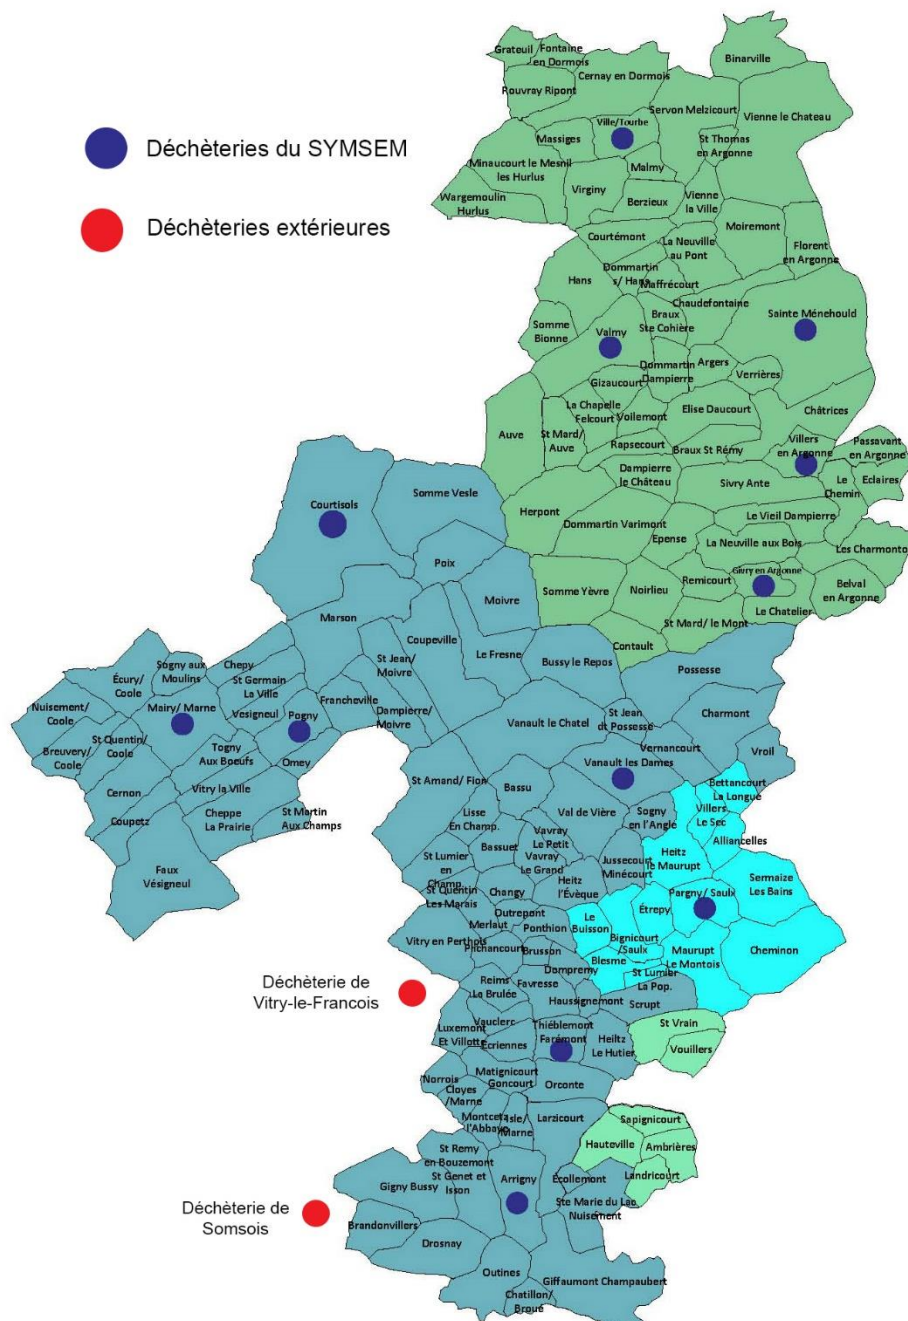 Grateuil
Fontaine
en Dormois
Binarville
Cernay en Dormois
Rouvray Ripont
Servon Melzicourt
Vienne le Chateau
Déchèteries du SYMSEM
Ville/Tourbe
Massiges
St Thomas
en Argonne
Malmy
Minaucourt le Mesnil
les Hurlus
Virginy
Vienne
la Ville
Wargemoulin
Hurlus
Berzieux
Déchèteries extérieures
Moiremont
Courtémont
La Neuville
au Pont
Florent
en Argonne
Dommartin
s/ Hans
Hans
Maffrécourt
Chaudefontaine
Sainte Ménehould
Braux
Ste Cohière
Somme
Bionne
Valmy
Dommartin
Dampierre
Argers
Verrières
Gizaucourt
La Chapelle
Felcourt
Voilemont
Elise Daucourt
Châtrices
Auve
St Mard/
Auve
Rapsecourt
Braux St Rémy
Villers
en Argonne
Passavant
en Argonne
Dampierre
le Château
Sivry Ante
Le
Chemin
Eclaires
Somme Vesle
Courtisols
Herpont
Dommartin Varimont
Le Vieil Dampierre
Epense
La Neuville aux Bois
Les Charmonto
Poix
Givry en Argonne
Moivre
Somme Yèvre
Noirlieu
Remicourt
Belval
en Argonne
Le Chatelier
Marson
St Mard/ le Mont
Coupeville
Contault
St Jean/
Moivre
Le Fresne
Bussy le Repos
Possesse
Sogny aux
Moulins
Chepy
Écury/
Coole
St Germain
La Ville
Francheville
Mairy/ Marne
Vesigneul
Pogny
Dampierre/
Moivre
Nuisement/
Coole
St Jean
dt Possesse
Vanault le Chatel
Charmont
St Quentin/
Coole
Breuvery/
Coole
Togny
Aux Boeufs
Omey
Vernancourt
Vroil
Vanault les Dames
Cernon
Vitry la Ville
St Amand/ Fion
Bassu
Bettancourt
La Longue
Coupetz
Cheppe
La Prairie
St Martin
Aux Champs
Lisse
En Champ.
Val de Vière
Sogny
en l'Angle
Villers
Le Sec
Alliancelles
Vavray
Le Petit
Bassuet
Vavray
Le Grand
Heitz
le Maurupt
Faux
Vésigneul
St Lumier
en
Champ.
Jussecourt
Minécourt
Sermaize
Les Bains
Heitz
l'Évèque
St Quentin
Les Marais
Changy
Pargny/ Saulx
Étrepy
Outrepont
Le
Buisson
Merlaut
Ponthion
Bignicourt
/Saulx
Vitry en Perthois
Plichancourt
Brusson
Maurupt
Le Montois
Cheminon
Blesme
Dompremy
St Lumier
La Pop.
Déchèterie de
Vitry-le-Francois
Reims
La Brulée
Favresse
Haussignemont
Scrupt
St Vrain
Luxemont
Et Villotte
Vauclerc
Thiéblemont
Farémont
Heiltz
Le Hutier
Vouillers
Ecriennes
Norrois
Matignicourt
Goncourt
Orconte
Cloyes
/Marne
Montcetz
l'Abbaye
Isle/
Marne
Larzicourt
Sapignicourt
Hauteville
Ambrières
St Remy
en Bouzemont
St Genet et
Isson
Arrigny
Landricourt
Écollemont
Gigny Bussy
Déchèterie de
Somsois
Ste Marie du Lac
Nuisement
Brandonvillers
Drosnay
Outines
Giffaumont Champaubert
Chatillon/
Broué